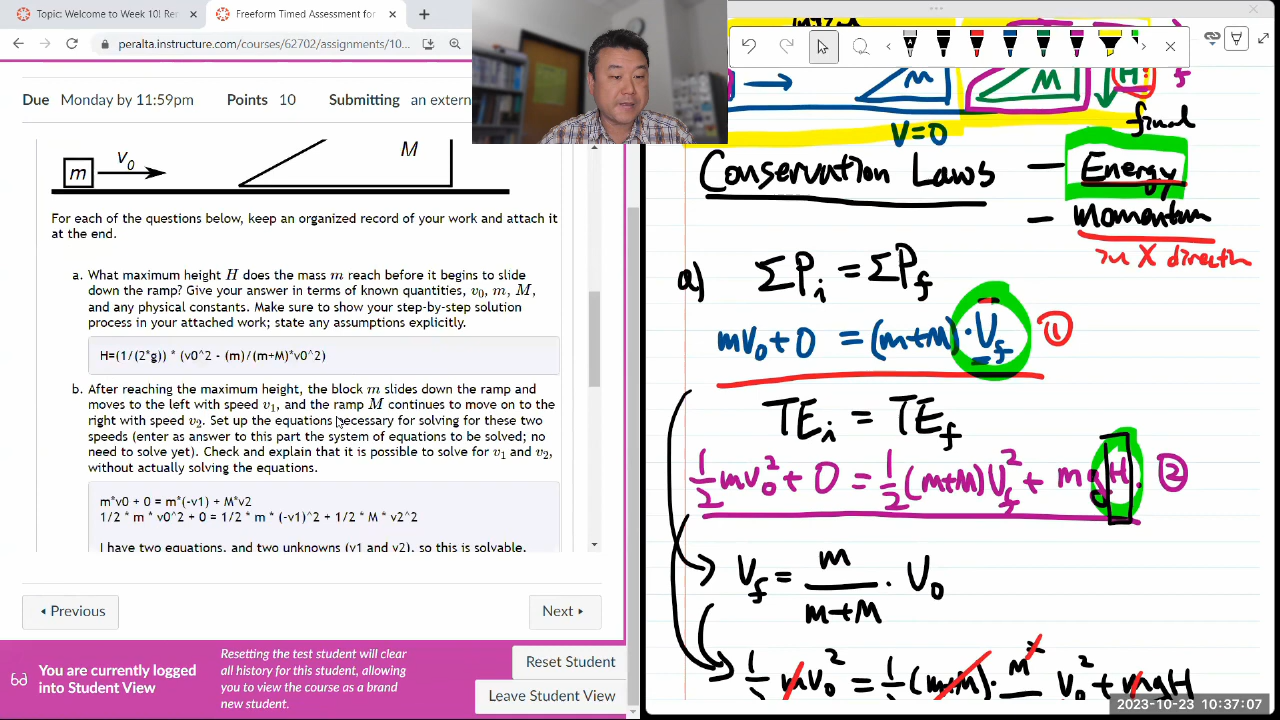 Topic: Welcome to Week 10! Re
Freeform Timed Assessment for
peralta.instructure.com/courses/627
/assignment/10...
Due Monday by 11:59pm Points 10 Submitting an extern
m
V0
M
For each of the questions below, keep an organized record of your work and attach it
at the end.
a. What maximum height H does the mass m reach before it begins to slide
down the ramp? Give your answer in terms of known quantities, v0, m, M,
and any physical constants. Make sure to show your step-by-step solution
process in your attached work; state any assumptions explicitly.
H=(1/(2*g)) * (v0^2 - (m)/(m+M)*v0^2)
b. After reaching the maximum height, the block m slides down the ramp and
moves to the left with speed v1, and the ramp M continues to move on to the
right with speed v2. Set up the equations necessary for solving for these two
speeds (enter as answer to this part the system of equations to be solved; no
need to solve yet). Check and explain that it is possible to solve for v1 and v2,
without actually solving the equations.
m*v0 + 0 = m*(-v1) + M*v2
1/2 * m * v0^2 + 0 = 1/2 * m * (-v1)^2 + 1/2 * M * v2^2
I have two equations, and two unknowns (v1 and v2), so this is solvable.
Previous
Next
You are currently logged
into Student View
Resetting the test student will clear
all history for this student, allowing
you to view the course as a brand
new student.
Reset Student
Leave Student View
M
M
H
f
V=0
final
Conservation Laws — Energy
— Momentum
in X direction
a) ΣPi = ΣPf
mV0 + 0 = (m+M) · Vf ①
TEi = TEf
1/2 mV0² + 0 = 1/2 (m+M) Vf² + mgH. ②
Vf = m/(m+M) · V0
mV0² = (m+M) · m² V0² + mgH
2023-10-23 10:37:07